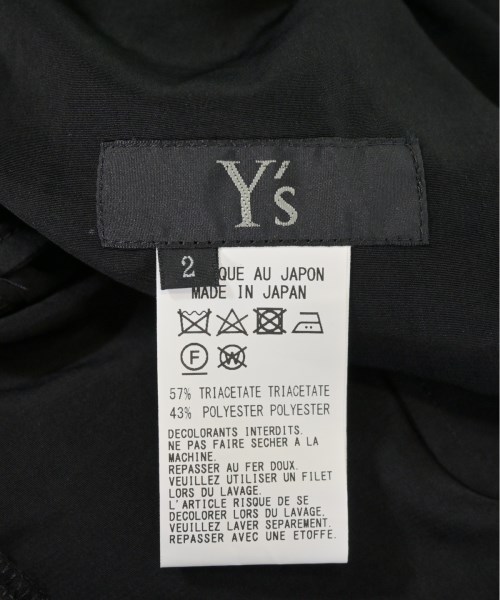 Y's
2
QUE AU JAPON
MADE IN JAPAN
F W
57% TRIACETATE TRIACETATE
43% POLYESTER POLYESTER
DECOLORANTS INTERDITS.
NE PAS FAIRE SECHER A LA
MACHINE.
REPASSER AU FER DOUX.
VEUILLEZ UTILISER UN FILET
LORS DU LAVAGE.
L'ARTICLE RISQUE DE SE
DECOLORER LORS DU LAVAGE,
VEUILLEZ LAVER SEPAREMENT.
REPASSER AVEC UNE ETOFFE.